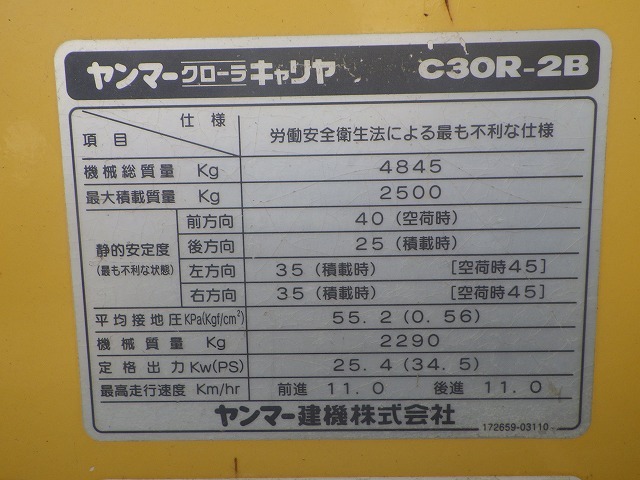 ヤンマークローラキャリヤ C30R-2B
項目 仕様 労働安全衛生法による最も不利な仕様
機械総質量 Kg 4845
最大積載質量 Kg 2500
静的安定度 (最も不利な状態)
前方向 40 (空荷時)
後方向 25 (積載時)
左方向 35 (積載時) [空荷時45]
右方向 35 (積載時) [空荷時45]
平均接地圧 KPa(Kgf/cm²) 55.2 (0.56)
機械質量 Kg 2290
定格出力 Kw(PS) 25.4 (34.5)
最高走行速度 Km/hr 前進 11.0 後進 11.0
ヤンマー建機株式会社 172659-03110